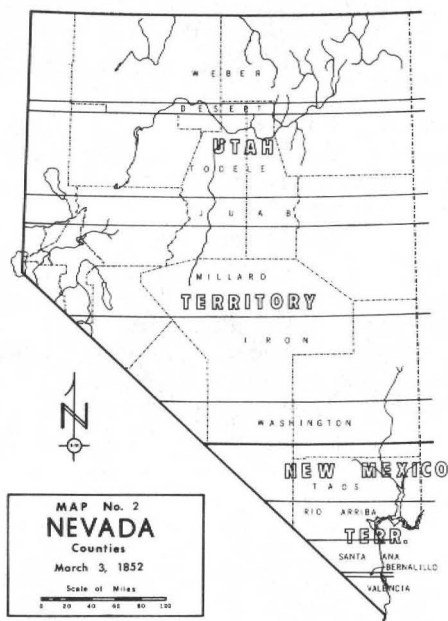 WEBER
DESERT
UTAH
TOOELE
JUAB
MILLARD
TERRITORY
IRON
WASHINGTON
NEW MEXICO
TAOS
RIO ARRIBA
TERR.
SANTA ANA
BERNALILLO
VALENCIA
N
MAP No. 2
NEVADA
Counties
March 3, 1852
Scale of Miles
0 20 40 60 80 100